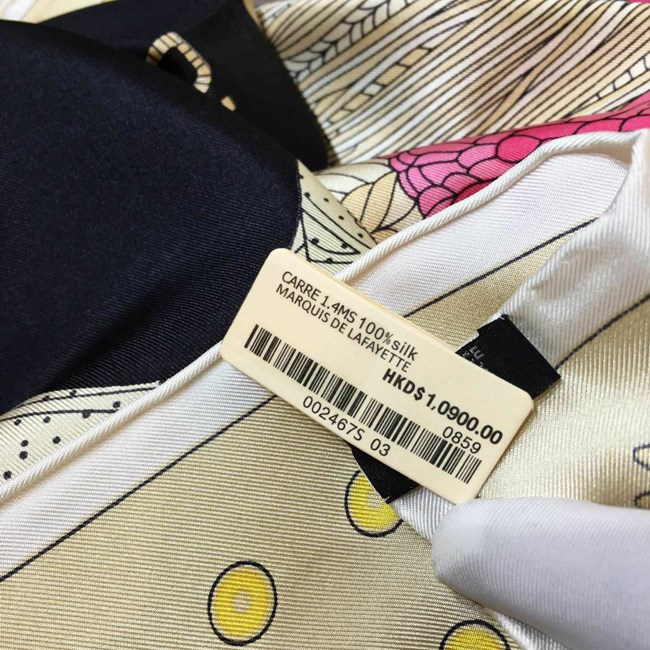 CARRE 1.4MS 100%silk
MARQUIS DE LAFAYETTE
HKD$1,0900.00
002467S 03 0859